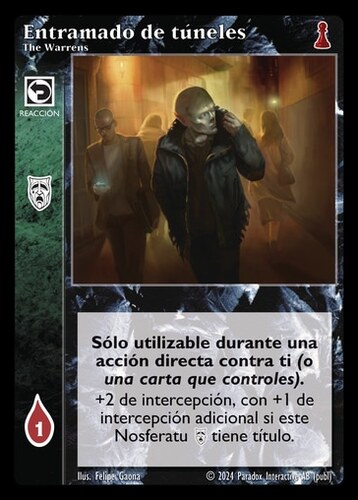 Entramado de túneles
The Warrens
REACCIÓN
Sólo utilizable durante una
acción directa contra ti (o
una carta que controles).
+2 de intercepción, con +1 de
intercepción adicional si este
Nosferatu tiene título.
1
Ilus. Felipe Gaona
© 2024 Paradox Interactive AB (publ)